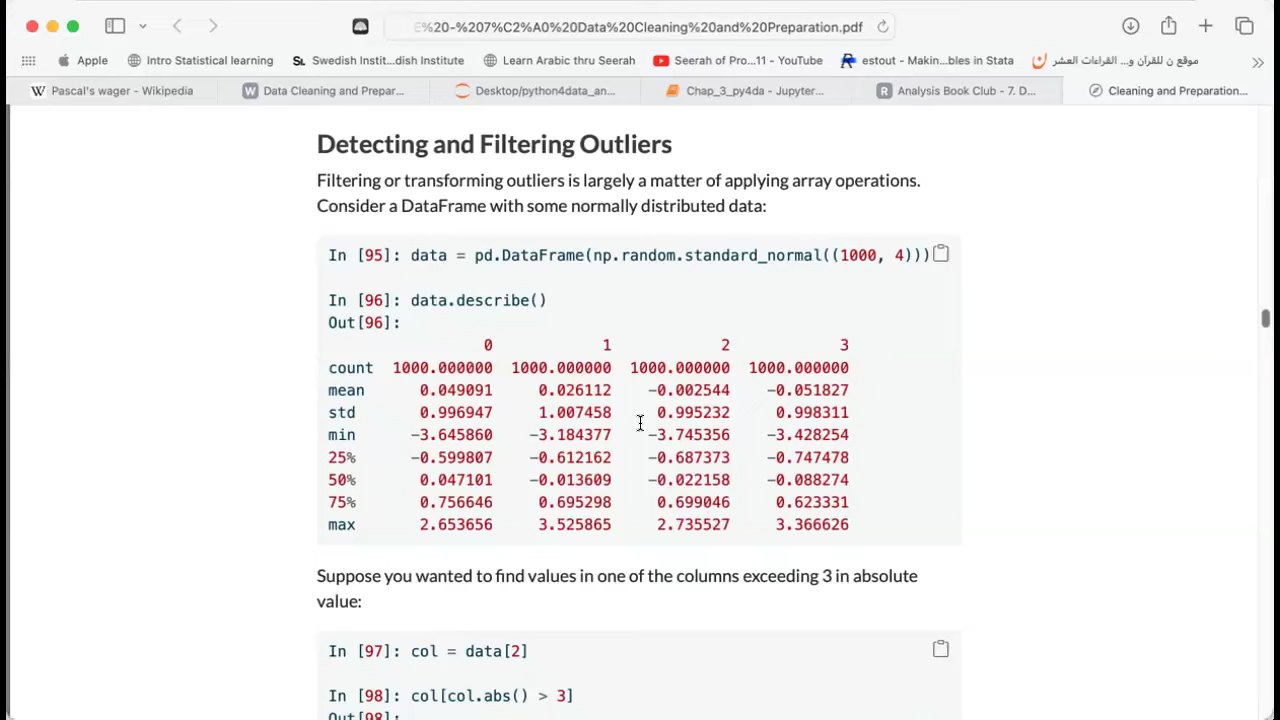 E%20-%207%C2%A0%20Data%20Cleaning%20and%20Preparation.pdf
Apple
Intro Statistical learning
SL Swedish Instit...dish Institute
Learn Arabic thru Seerah
Seerah of Pro...11 - YouTube
estout - Makin...bles in Stata
موقع ن للقرآن و... القراءات العشر
W Pascal's wager - Wikipedia
W Data Cleaning and Prepar...
Desktop/python4data_an...
Chap_3_py4da - Jupyter...
R Analysis Book Club - 7. D...
Cleaning and Preparation...
Detecting and Filtering Outliers
Filtering or transforming outliers is largely a matter of applying array operations.
Consider a DataFrame with some normally distributed data:
In [95]: data = pd.DataFrame(np.random.standard_normal((1000, 4)))
In [96]: data.describe()
Out[96]:
0 1 2 3
count 1000.000000 1000.000000 1000.000000 1000.000000
mean 0.049091 0.026112 -0.002544 -0.051827
std 0.996947 1.007458 0.995232 0.998311
min -3.645860 -3.184377 -3.745356 -3.428254
25% -0.599807 -0.612162 -0.687373 -0.747478
50% 0.047101 -0.013609 -0.022158 -0.088274
75% 0.756646 0.695298 0.699046 0.623331
max 2.653656 3.525865 2.735527 3.366626
Suppose you wanted to find values in one of the columns exceeding 3 in absolute
value:
In [97]: col = data[2]
In [98]: col[col.abs() > 3]
Out[98]: